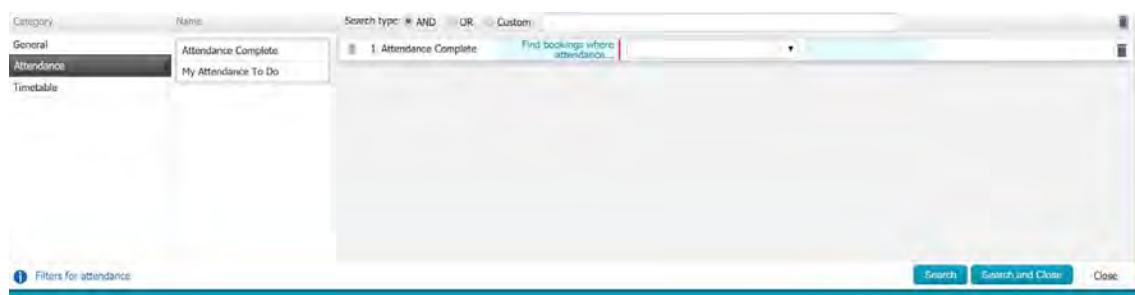 Category Name Search type: AND OR Custom
General
Attendance
Timetable
Attendance Complete
My Attendance To Do
1. Attendance Complete Find bookings where
attendance...
Filters for attendance
Search Search and Close Close